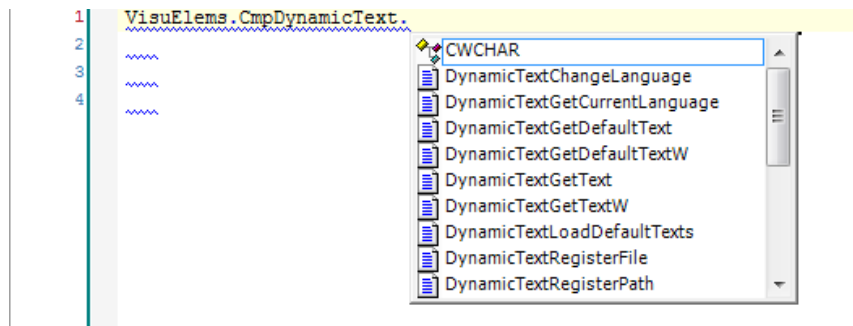 1 VisuElems.CmpDynamicText.
2 CWCHAR
3 DynamicTextChangeLanguage
4 DynamicTextGetCurrentLanguage
DynamicTextGetDefaultText
DynamicTextGetDefaultTextW
DynamicTextGetText
DynamicTextGetTextW
DynamicTextLoadDefaultTexts
DynamicTextRegisterFile
DynamicTextRegisterPath